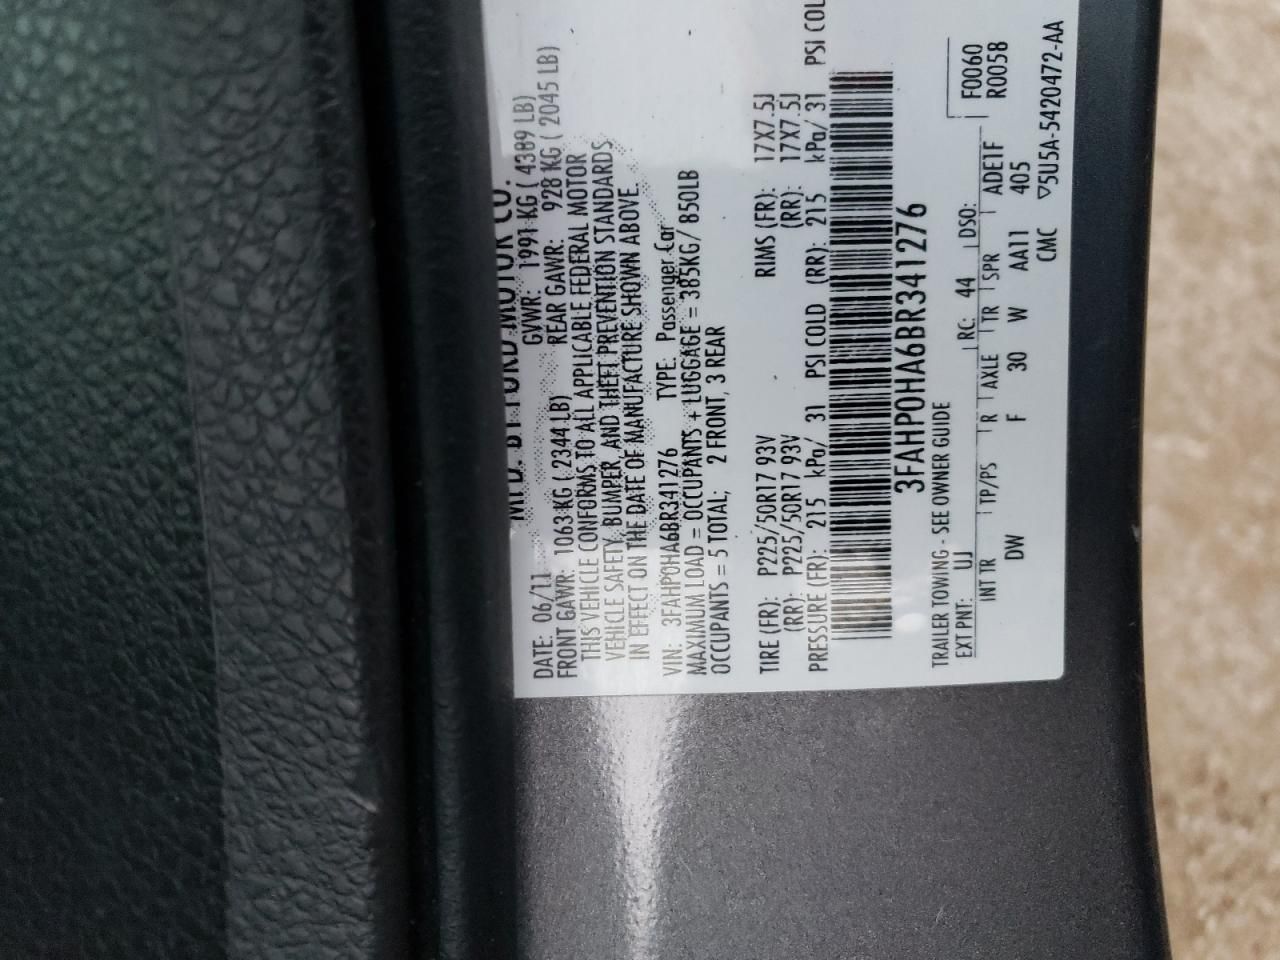 MFD. BY FORD MOTOR CO.
DATE: 06/11 GVWR: 1991 KG ( 4389 LB)
FRONT GAWR: 1063 KG ( 2344 LB) REAR GAWR: 928 KG ( 2045 LB)
THIS VEHICLE CONFORMS TO ALL APPLICABLE FEDERAL MOTOR
VEHICLE SAFETY, BUMPER, AND THEFT PREVENTION STANDARDS
IN EFFECT ON THE DATE OF MANUFACTURE SHOWN ABOVE.
VIN: 3FAHP0HA6BR341276 TYPE: Passenger Car
MAXIMUM LOAD = OCCUPANTS + LUGGAGE = 385KG/ 850LB
OCCUPANTS = 5 TOTAL, 2 FRONT, 3 REAR
TIRE (FR): P225/50R17 93V RIMS (FR): 17X7.5J
(RR): P225/50R17 93V (RR): 17X7.5J
PRESSURE (FR): 215 kPa/ 31 PSI COLD (RR): 215 kPa/ 31 PSI COL
3FAHP0HA6BR341276
TRAILER TOWING - SEE OWNER GUIDE
EXT PNT: UJ RC: 44 DSO: F0060
INT TR TP/PS R AXLE TR SPR ADE1F R0058
DW F 30 W AA11 405
CMC ▽5U5A-5420472-AA